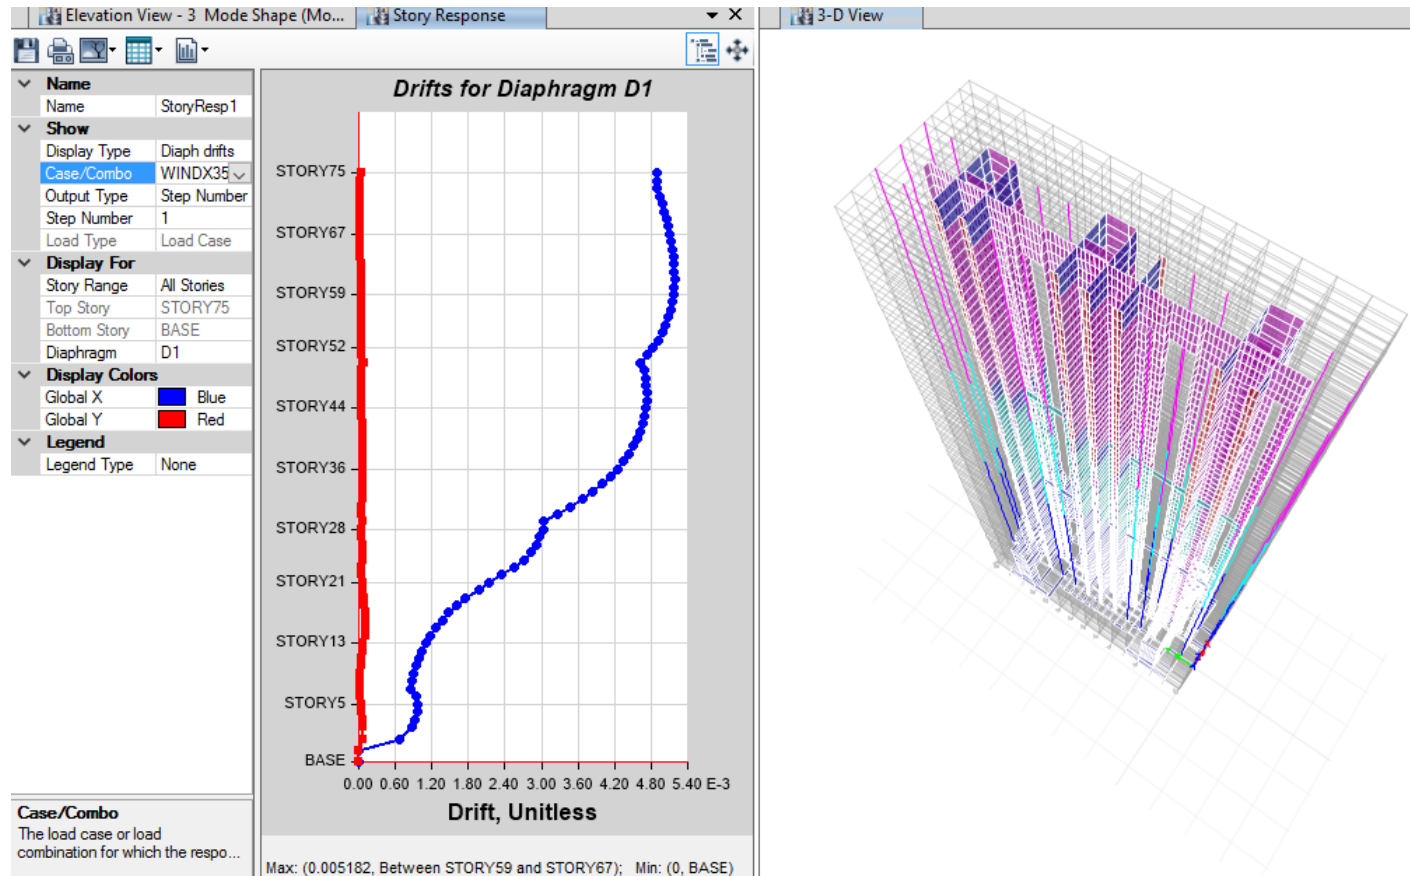 Elevation View - 3 Mode Shape (Mo...
Story Response
3-D View
Name
Name StoryResp1
Show
Display Type Diaph drifts
Case/Combo WINDX35
Output Type Step Number
Step Number 1
Load Type Load Case
Display For
Story Range All Stories
Top Story STORY75
Bottom Story BASE
Diaphragm D1
Display Colors
Global X Blue
Global Y Red
Legend
Legend Type None
Case/Combo
The load case or load
combination for which the respo...
Drifts for Diaphragm D1
STORY75
STORY67
STORY59
STORY52
STORY44
STORY36
STORY28
STORY21
STORY13
STORY5
BASE
0.00 0.60 1.20 1.80 2.40 3.00 3.60 4.20 4.80 5.40 E-3
Drift, Unitless
Max: (0.005182, Between STORY59 and STORY67); Min: (0, BASE)